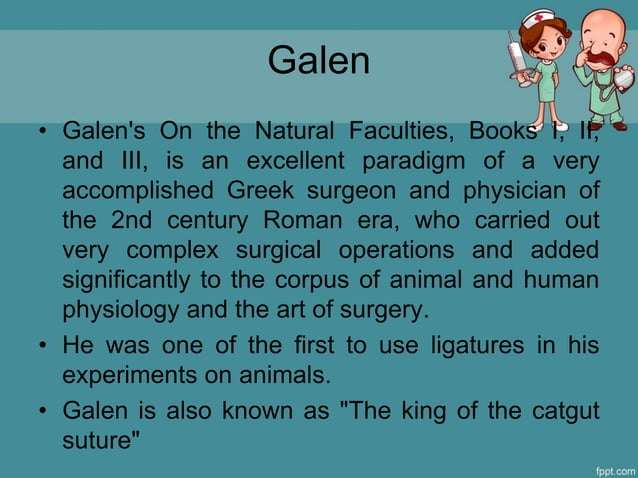 Galen
• Galen's On the Natural Faculties, Books I, II,
and III, is an excellent paradigm of a very
accomplished Greek surgeon and physician of
the 2nd century Roman era, who carried out
very complex surgical operations and added
significantly to the corpus of animal and human
physiology and the art of surgery.
• He was one of the first to use ligatures in his
experiments on animals.
• Galen is also known as "The king of the catgut
suture"
fppt.com